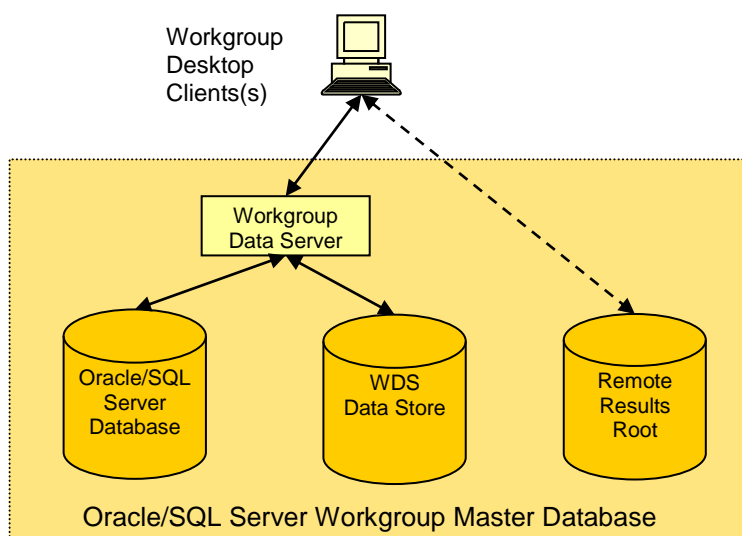 Workgroup
Desktop
Clients(s)
Workgroup
Data Server
Oracle/SQL
Server
Database
WDS
Data Store
Remote
Results
Root
Oracle/SQL Server Workgroup Master Database